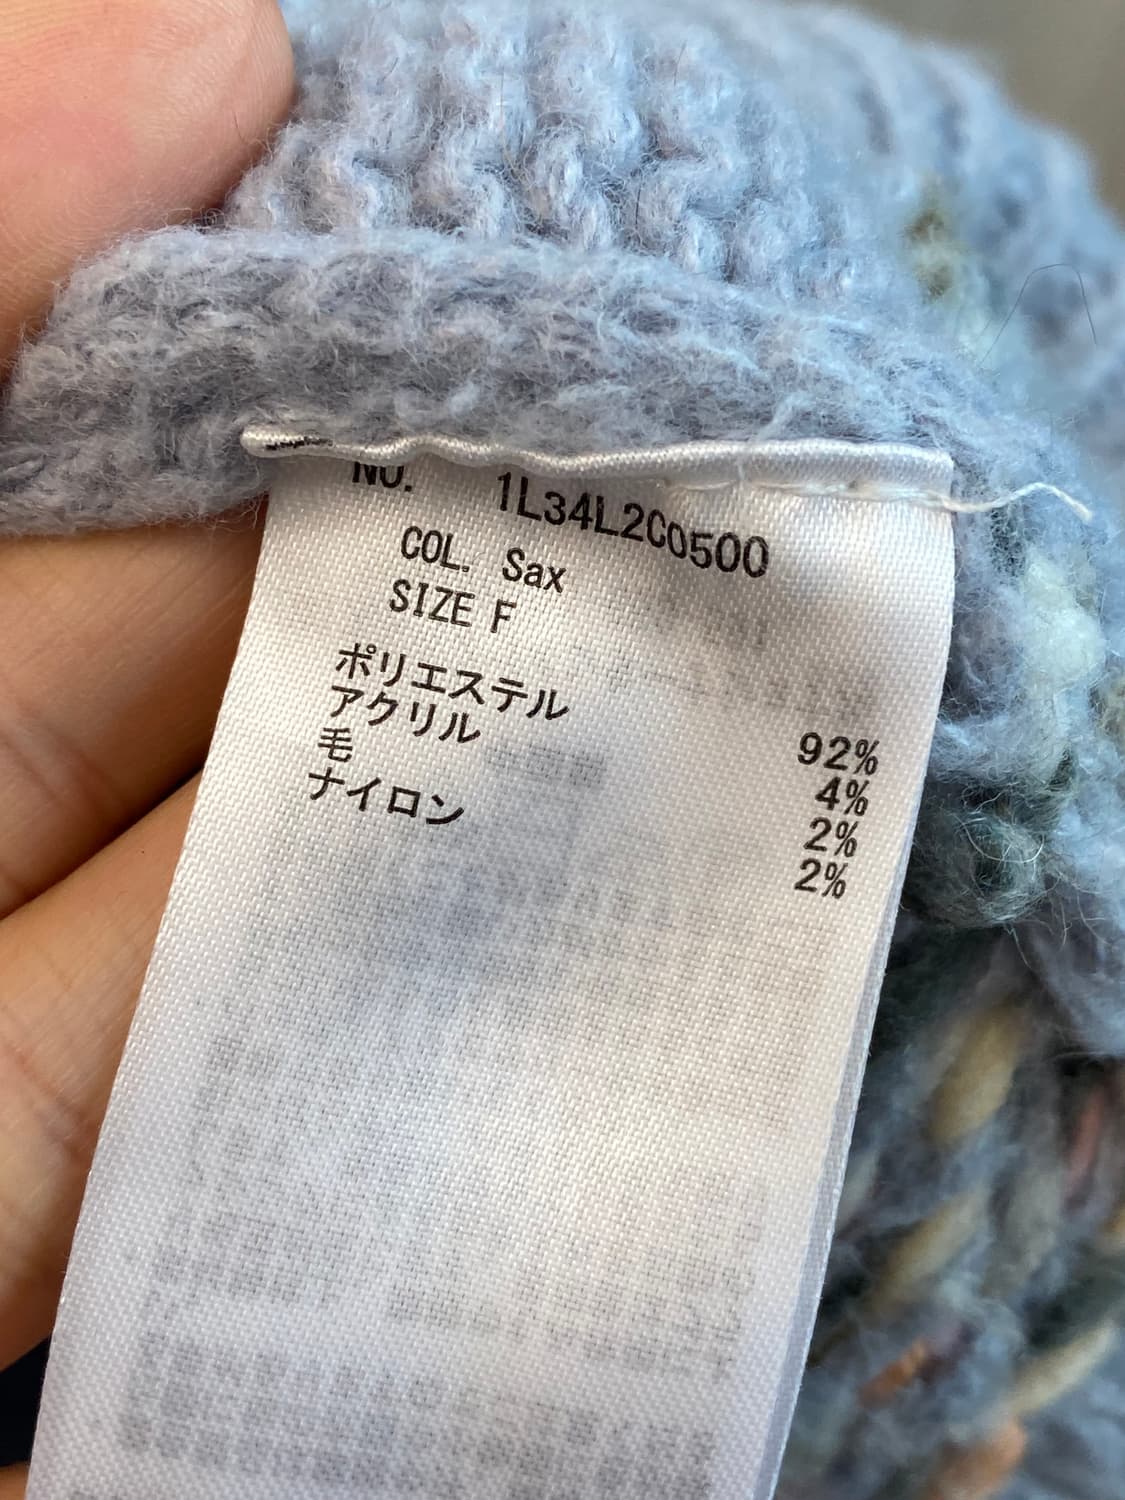 NO. 1L34L2C0500
COL. Sax
SIZE F
ポリエステル 92%
アクリル 4%
毛 2%
ナイロン 2%